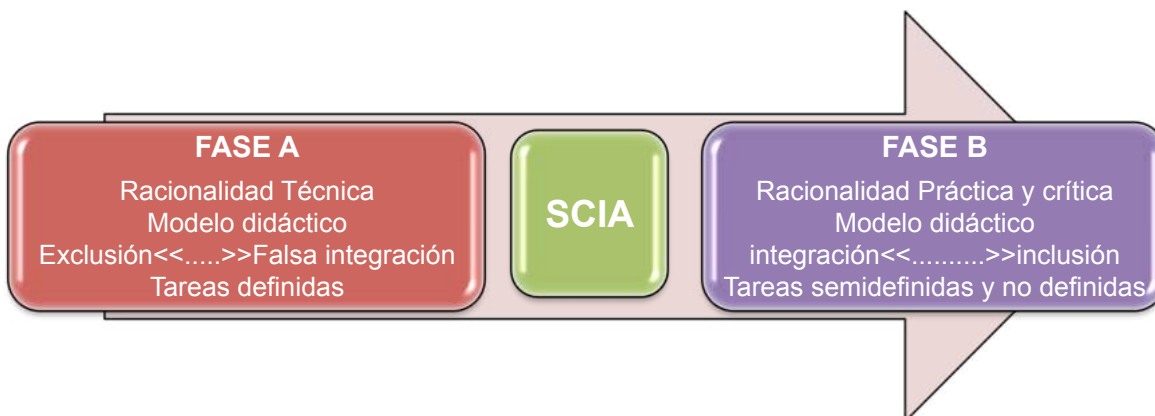 FASE A
Racionalidad Técnica
Modelo didáctico
Exclusión<<.....>>Falsa integración
Tareas definidas
SCIA
FASE B
Racionalidad Práctica y crítica
Modelo didáctico
integración<<..........>>inclusión
Tareas semidefinidas y no definidas